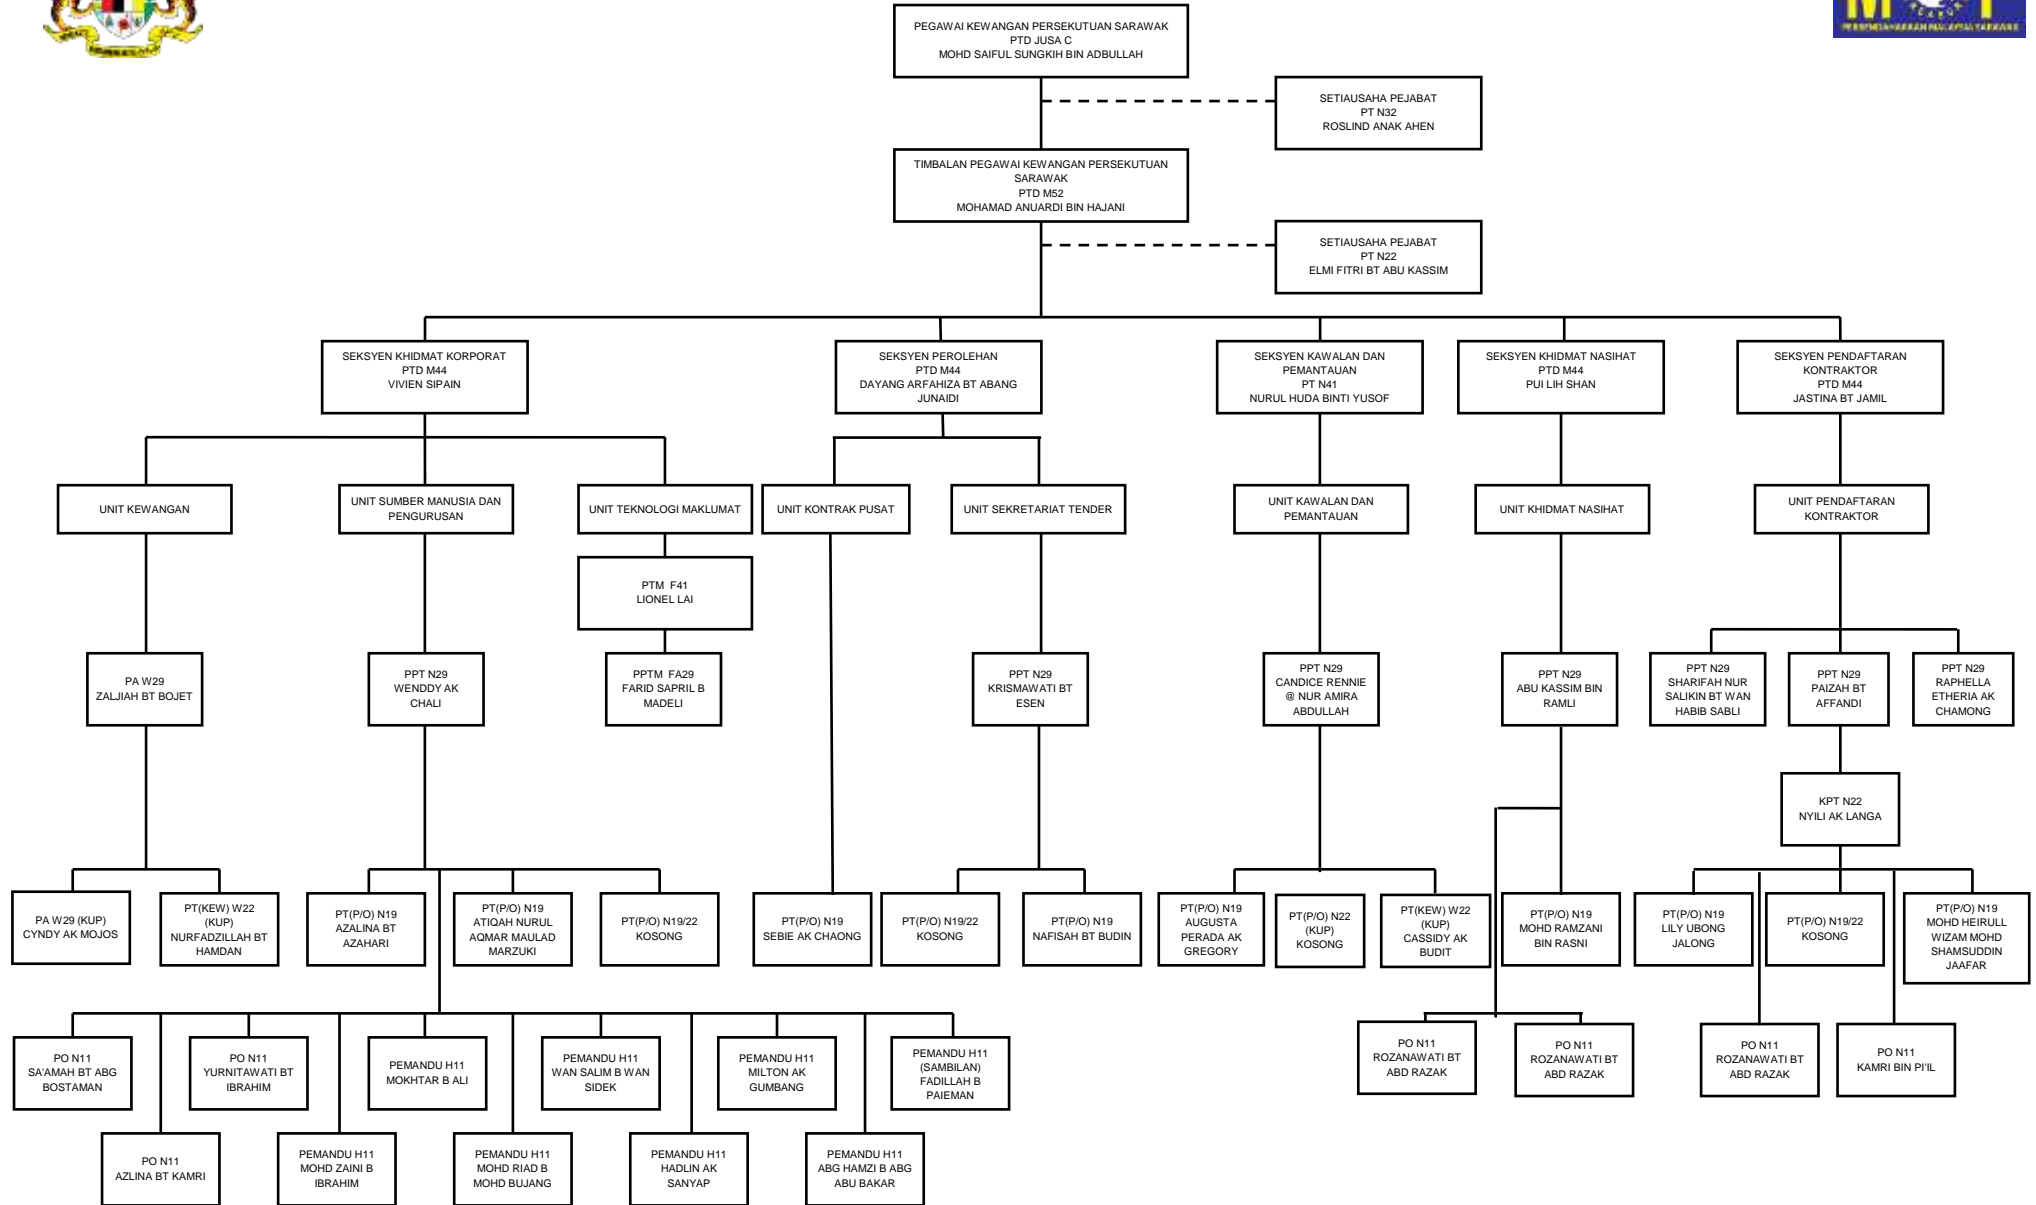 PEGAWAI KEWANGAN PERSEKUTUAN SARAWAK
PTD JUSA C
MOHD SAIFUL SUNGKIH BIN ADBULLAH
SETIAUSAHA PEJABAT
PT N32
ROSLIND ANAK AHEN
TIMBALAN PEGAWAI KEWANGAN PERSEKUTUAN
SARAWAK
PTD M52
MOHAMAD ANUARDI BIN HAJANI
SETIAUSAHA PEJABAT
PT N22
ELMI FITRI BT ABU KASSIM
SEKSYEN KHIDMAT KORPORAT
PTD M44
VIVIEN SIPAIN
SEKSYEN PEROLEHAN
PTD M44
DAYANG ARFAHIZA BT ABANG
JUNAIDI
SEKSYEN KAWALAN DAN
PEMANTAUAN
PT N41
NURUL HUDA BINTI YUSOF
SEKSYEN KHIDMAT NASIHAT
PTD M44
PUI LIH SHAN
SEKSYEN PENDAFTARAN
KONTRAKTOR
PTD M44
JASTINA BT JAMIL
UNIT KEWANGAN
UNIT SUMBER MANUSIA DAN
PENGURUSAN
UNIT TEKNOLOGI MAKLUMAT
UNIT KONTRAK PUSAT
UNIT SEKRETARIAT TENDER
UNIT KAWALAN DAN
PEMANTAUAN
UNIT KHIDMAT NASIHAT
UNIT PENDAFTARAN
KONTRAKTOR
PTM F41
LIONEL LAI
PA W29
ZALJIAH BT BOJET
PPT N29
WENDDY AK
CHALI
PPTM FA29
FARID SAPRIL B
MADELI
PPT N29
KRISMAWATI BT
ESEN
PPT N29
CANDICE RENNIE
@ NUR AMIRA
ABDULLAH
PPT N29
ABU KASSIM BIN
RAMLI
PPT N29
SHARIFAH NUR
SALIKIN BT WAN
HABIB SABLI
PPT N29
PAIZAH BT
AFFANDI
PPT N29
RAPHELLA
ETHERIA AK
CHAMONG
KPT N22
NYILI AK LANGA
PA W29 (KUP)
CYNDY AK MOJOS
PT(KEW) W22
(KUP)
NURFADZILLAH BT
HAMDAN
PT(P/O) N19
AZALINA BT
AZAHARI
PT(P/O) N19
ATIQAH NURUL
AQMAR MAULAD
MARZUKI
PT(P/O) N19/22
KOSONG
PT(P/O) N19
SEBIE AK CHAONG
PT(P/O) N19/22
KOSONG
PT(P/O) N19
NAFISAH BT BUDIN
PT(P/O) N19
AUGUSTA
PERADA AK
GREGORY
PT(P/O) N22
(KUP)
KOSONG
PT(KEW) W22
(KUP)
CASSIDY AK
BUDIT
PT(P/O) N19
MOHD RAMZANI
BIN RASNI
PT(P/O) N19
LILY UBONG
JALONG
PT(P/O) N19/22
KOSONG
PT(P/O) N19
MOHD HEIRULL
WIZAM MOHD
SHAMSUDDIN
JAAFAR
PO N11
SA'AMAH BT ABG
BOSTAMAN
PO N11
YURNITAWATI BT
IBRAHIM
PEMANDU H11
MOKHTAR B ALI
PEMANDU H11
WAN SALIM B WAN
SIDEK
PEMANDU H11
MILTON AK
GUMBANG
PEMANDU H11
(SAMBILAN)
FADILLAH B
PAIEMAN
PO N11
ROZANAWATI BT
ABD RAZAK
PO N11
ROZANAWATI BT
ABD RAZAK
PO N11
ROZANAWATI BT
ABD RAZAK
PO N11
KAMRI BIN PI'IL
PO N11
AZLINA BT KAMRI
PEMANDU H11
MOHD ZAINI B
IBRAHIM
PEMANDU H11
MOHD RIAD B
MOHD BUJANG
PEMANDU H11
HADLIN AK
SANYAP
PEMANDU H11
ABG HAMZI B ABG
ABU BAKAR